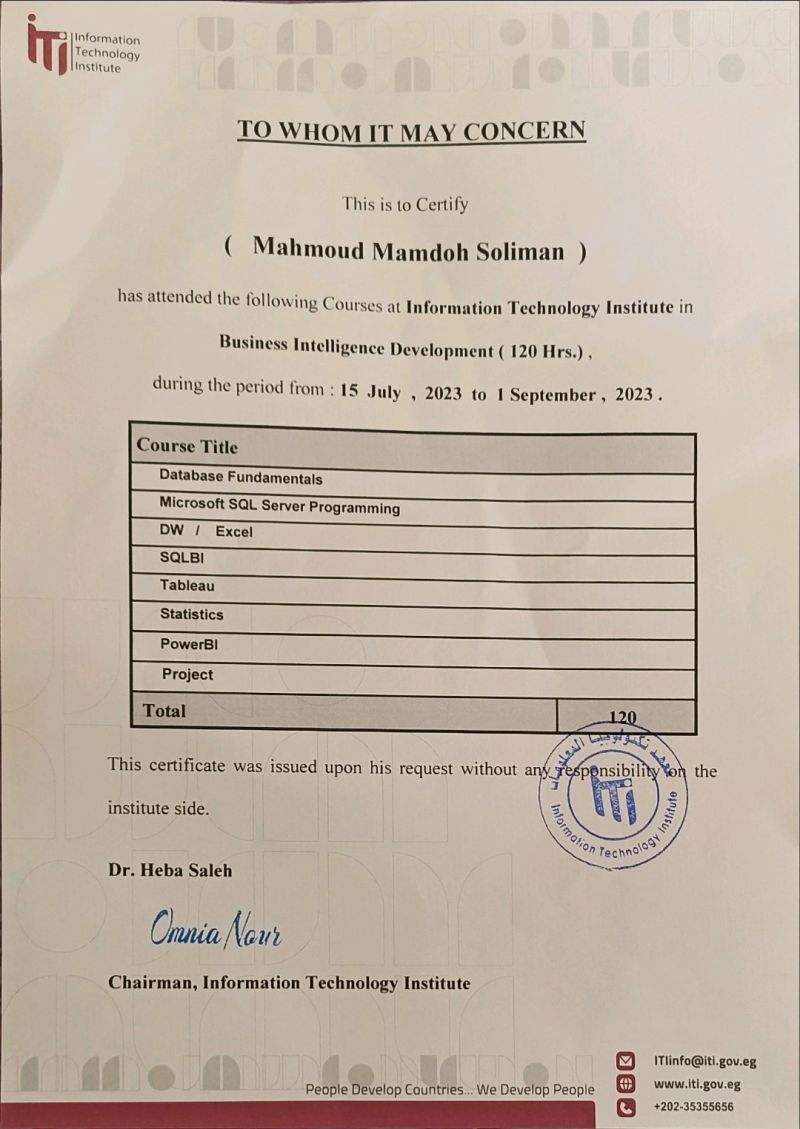 iTi
Information
Technology
Institute
TO WHOM IT MAY CONCERN
This is to Certify
( Mahmoud Mamdoh Soliman )
has attended the following Courses at Information Technology Institute in
Business Intelligence Development ( 120 Hrs.) ,
during the period from : 15 July , 2023 to 1 September , 2023 .
Course Title
Database Fundamentals
Microsoft SQL Server Programming
DW / Excel
SQLBI
Tableau
Statistics
PowerBI
Project
Total 120
This certificate was issued upon his request without any responsibility on the
institute side.
معهد تكنولوجيا المعلومات
iTi
Information Technology Institute
Dr. Heba Saleh
Omnia Nour
Chairman, Information Technology Institute
People Develop Countries... We Develop People
ITIinfo@iti.gov.eg
www.iti.gov.eg
+202-35355656